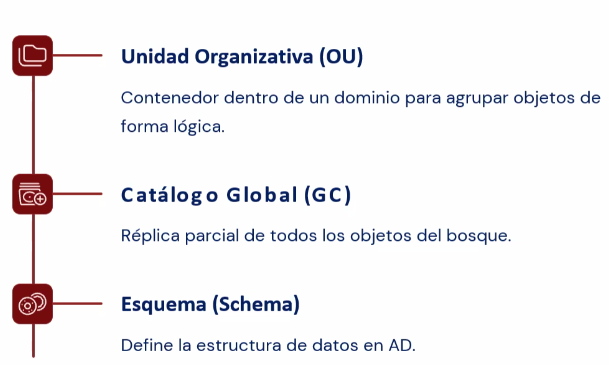 Unidad Organizativa (OU)
Contenedor dentro de un dominio para agrupar objetos de
forma lógica.
Catálogo Global (GC)
Réplica parcial de todos los objetos del bosque.
Esquema (Schema)
Define la estructura de datos en AD.